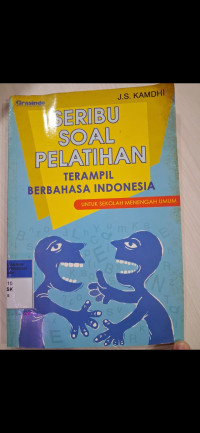 Grasindo
J.S. KAMDHI
SERIBU
SOAL
PELATIHAN
TERAMPIL
BERBAHASA INDONESIA
UNTUK SEKOLAH MENENGAH UMUM